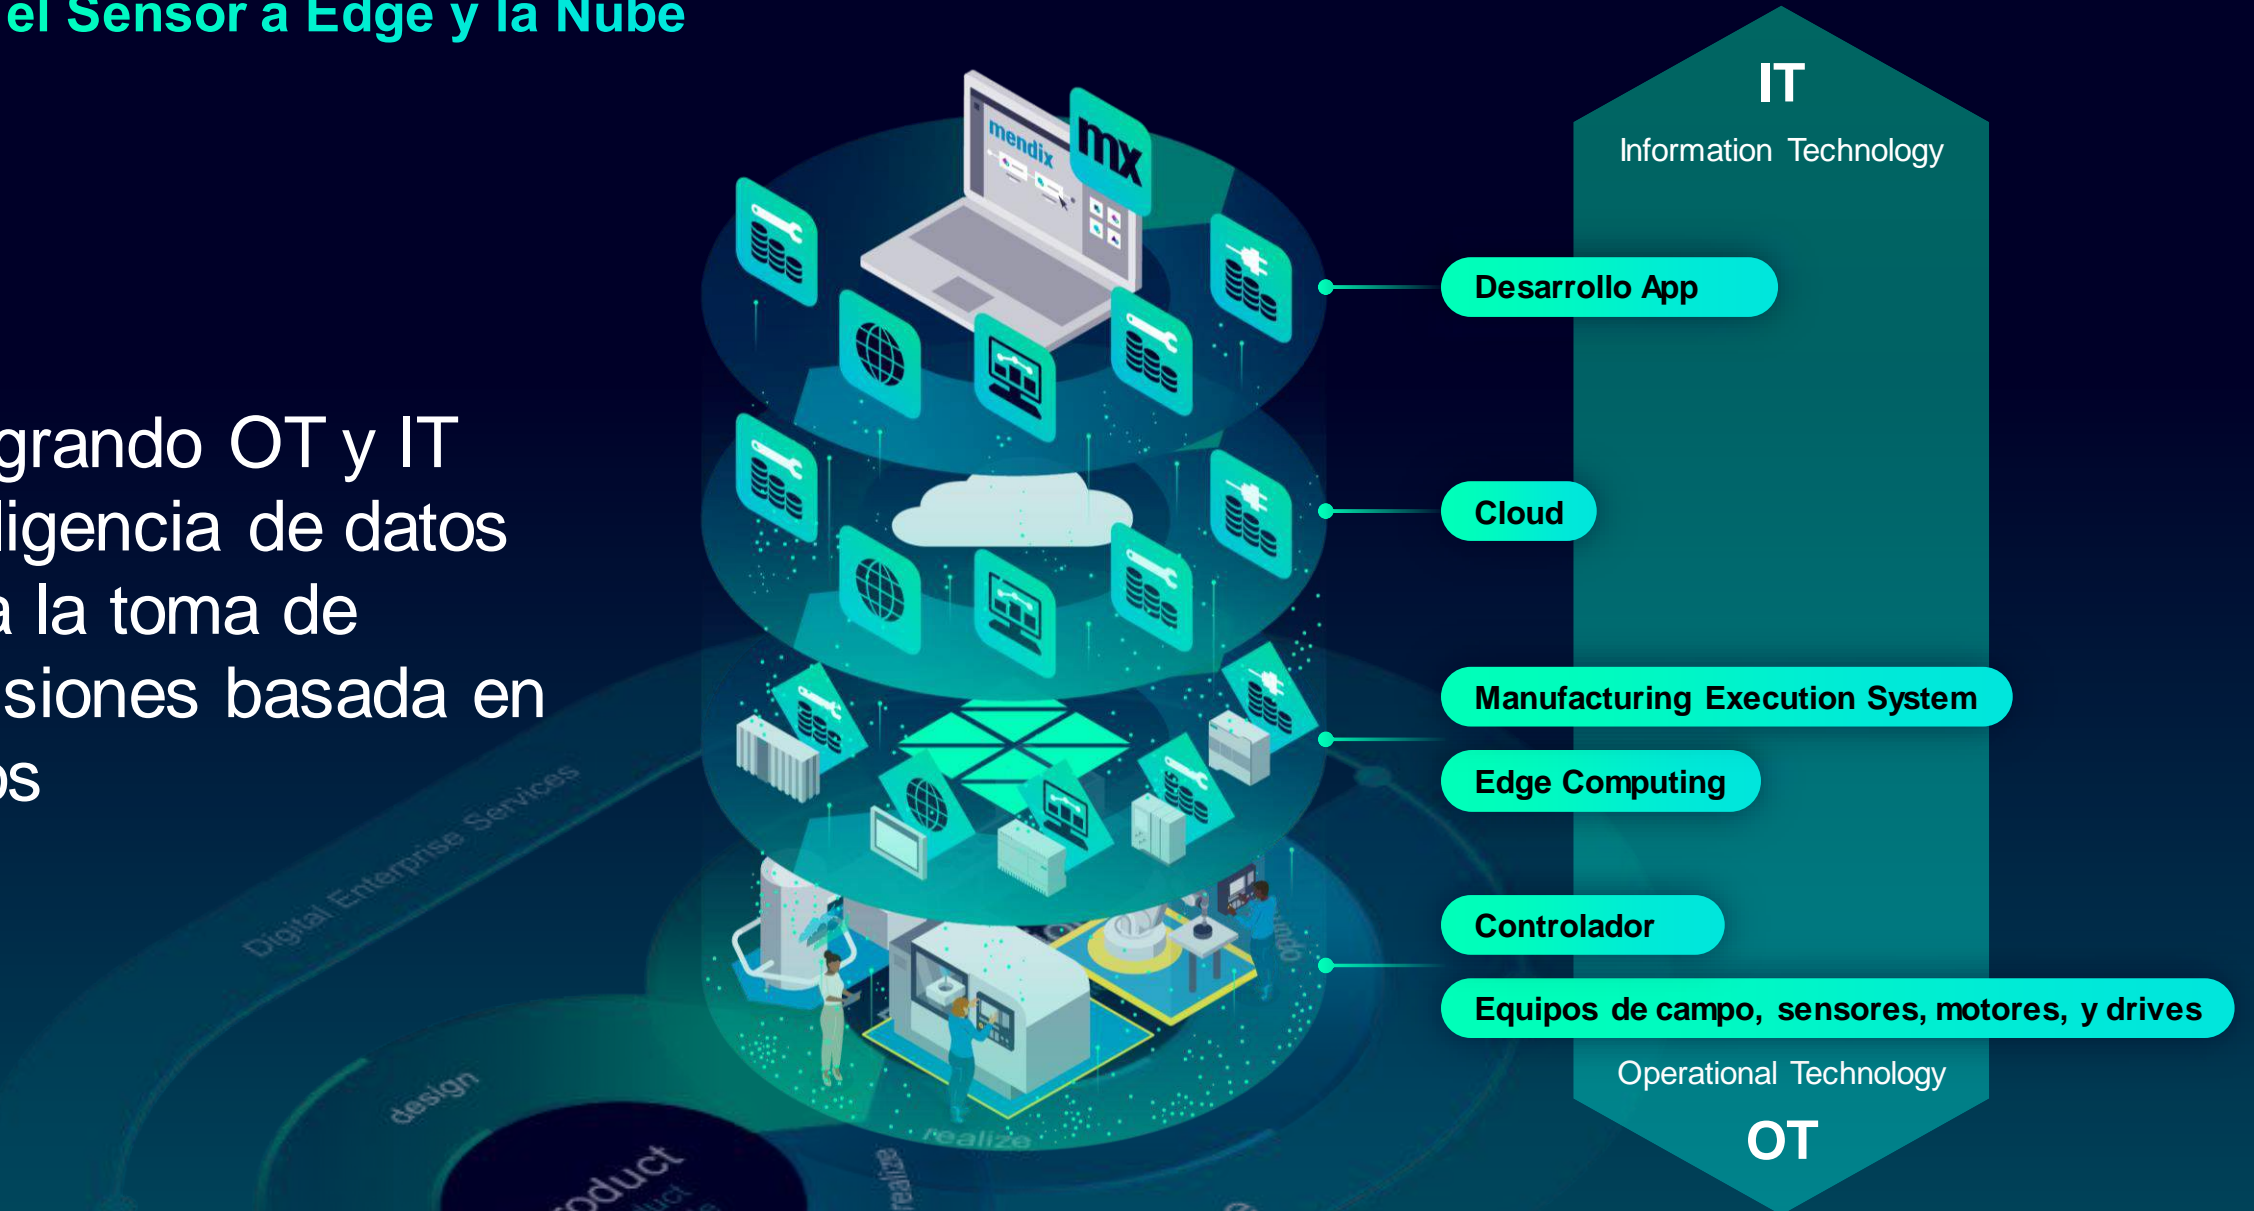 el Sensor a Edge y la Nube
IT
Information Technology
mendix
mx
Desarrollo App
grando OT y IT
ligencia de datos
a la toma de
siones basada en
os
Cloud
Manufacturing Execution System
Edge Computing
Controlador
Equipos de campo, sensores, motores, y drives
Operational Technology
OT
Digital Enterprise Services
design
realize
realize
oduct